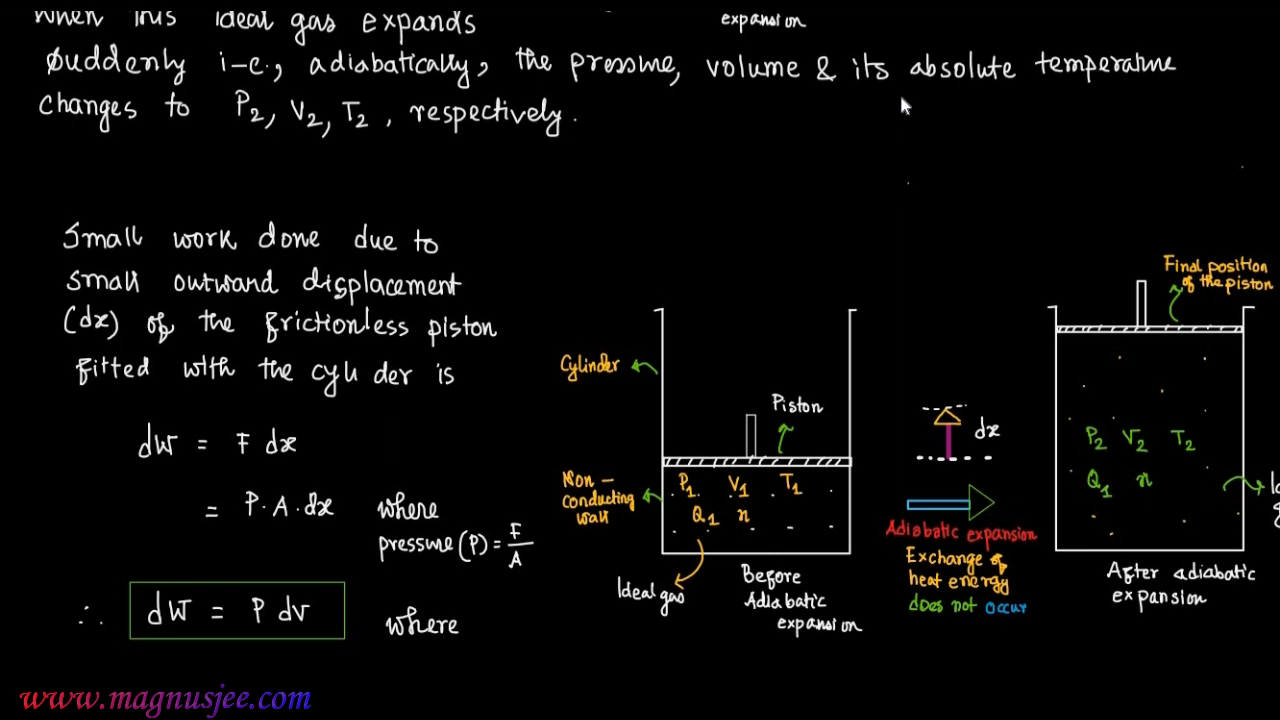 When this ideal gas expands
expansion
suddenly i-e., adiabatically, the pressure, volume & its absolute temperature
changes to P2, V2, T2, respectively.
Small work done due to
small outward displacement
(dx) of the frictionless piston
fitted with the cylinder is
dW = F dx
= P.A.dx where
pressure (P) = F/A
∴ dW = P dv where
Cylinder
Piston
Non-
conducting
wall
P1 V1 T1
Q1 n
Ideal gas
Before
Adiabatic
expansion
dx
Adiabatic expansion
Exchange of
heat energy
does not occur
Final position
of the piston
P2 V2 T2
Q1 n
After adiabatic
expansion
www.magnusjee.com